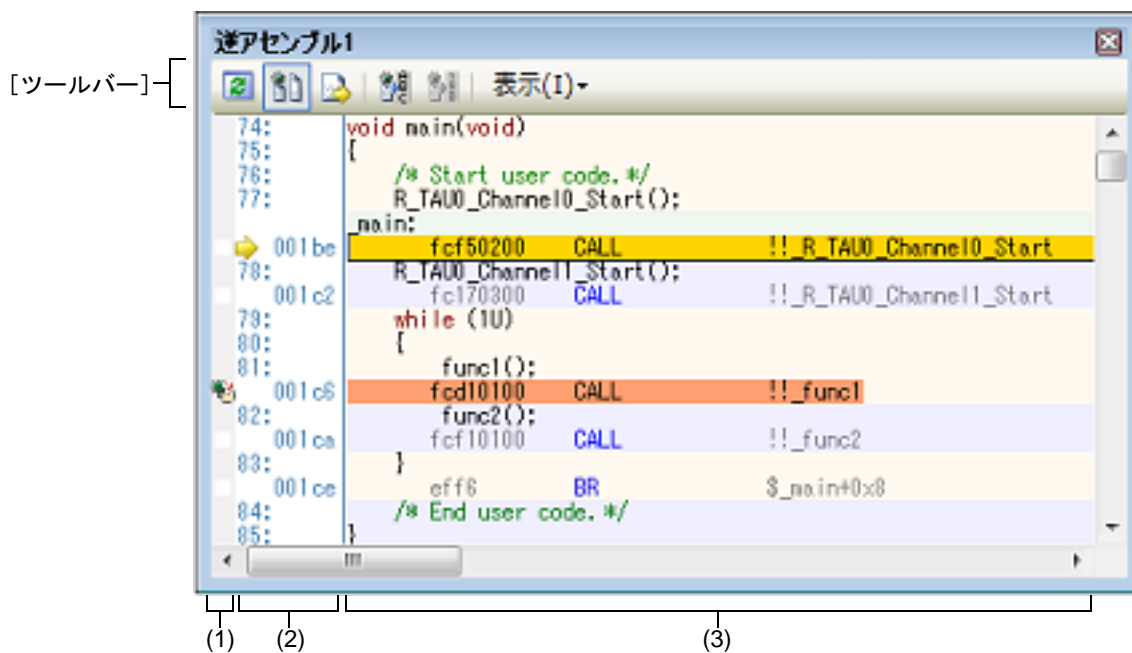 逆アセンブル1
[ツールバー]
表示(I)
74: void main(void)
75: {
76: /* Start user code. */
77: R_TAU0_Channel0_Start();
_main:
001be fcf50200 CALL !!_R_TAU0_Channel0_Start
78: R_TAU0_Channel1_Start();
001c2 fc170300 CALL !!_R_TAU0_Channel1_Start
79: while (1U)
80: {
81: func1();
001c6 fcd10100 CALL !!_func1
82: func2();
001ca fcf10100 CALL !!_func2
83: }
001ce eff6 BR $_main+0x8
84: /* End user code. */
85: }
(1) (2) (3)